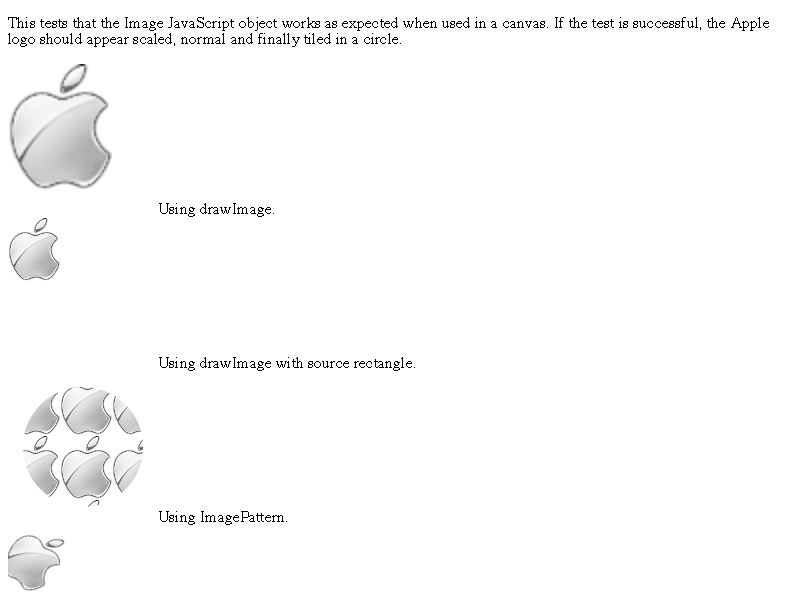 This tests that the Image JavaScript object works as expected when used in a canvas. If the test is successful, the Apple
logo should appear scaled, normal and finally tiled in a circle.
Using drawImage.
Using drawImage with source rectangle.
Using ImagePattern.